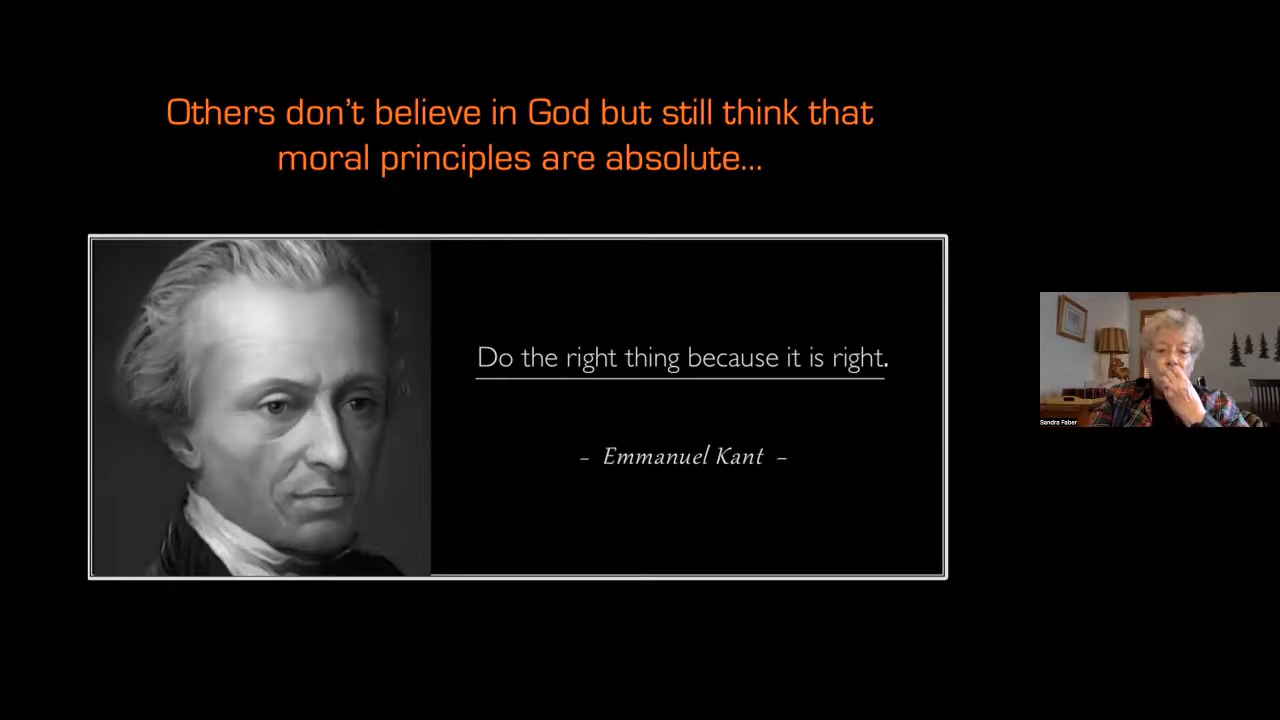 Others don't believe in God but still think that
moral principles are absolute...
Do the right thing because it is right.
– Emmanuel Kant –
Sandra Faber